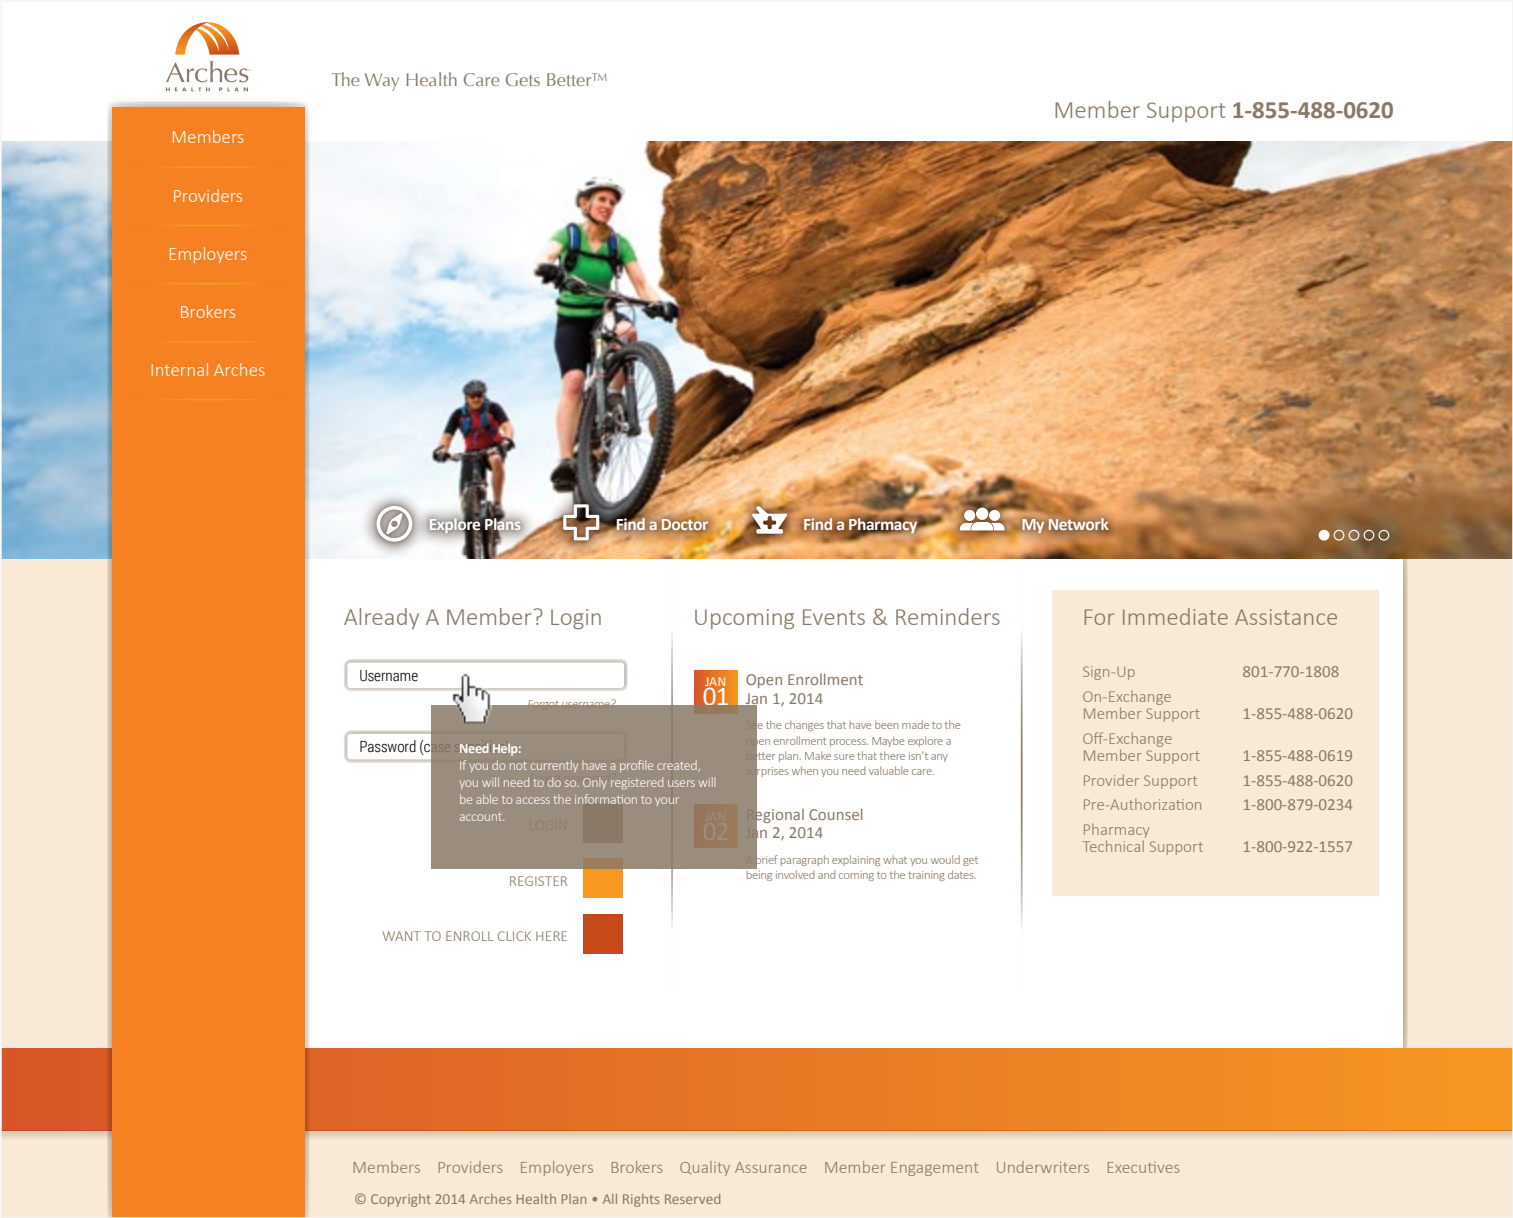 Arches
HEALTH PLAN
The Way Health Care Gets Better™
Member Support 1-855-488-0620
Members
Providers
Employers
Brokers
Internal Arches
Explore Plans
Find a Doctor
Find a Pharmacy
My Network
Already A Member? Login
Username
Forgot username?
Password (case
Need Help:
If you do not currently have a profile created,
you will need to do so. Only registered users will
be able to access the information to your
account.
LOGIN
REGISTER
WANT TO ENROLL CLICK HERE
Upcoming Events & Reminders
JAN
01
Open Enrollment
Jan 1, 2014
See the changes that have been made to the
open enrollment process. Maybe explore a
better plan. Make sure that there isn't any
surprises when you need valuable care.
JAN
02
Regional Counsel
Jan 2, 2014
A brief paragraph explaining what you would get
being involved and coming to the training dates.
For Immediate Assistance
Sign-Up 801-770-1808
On-Exchange
Member Support 1-855-488-0620
Off-Exchange
Member Support 1-855-488-0619
Provider Support 1-855-488-0620
Pre-Authorization 1-800-879-0234
Pharmacy
Technical Support 1-800-922-1557
Members Providers Employers Brokers Quality Assurance Member Engagement Underwriters Executives
© Copyright 2014 Arches Health Plan • All Rights Reserved